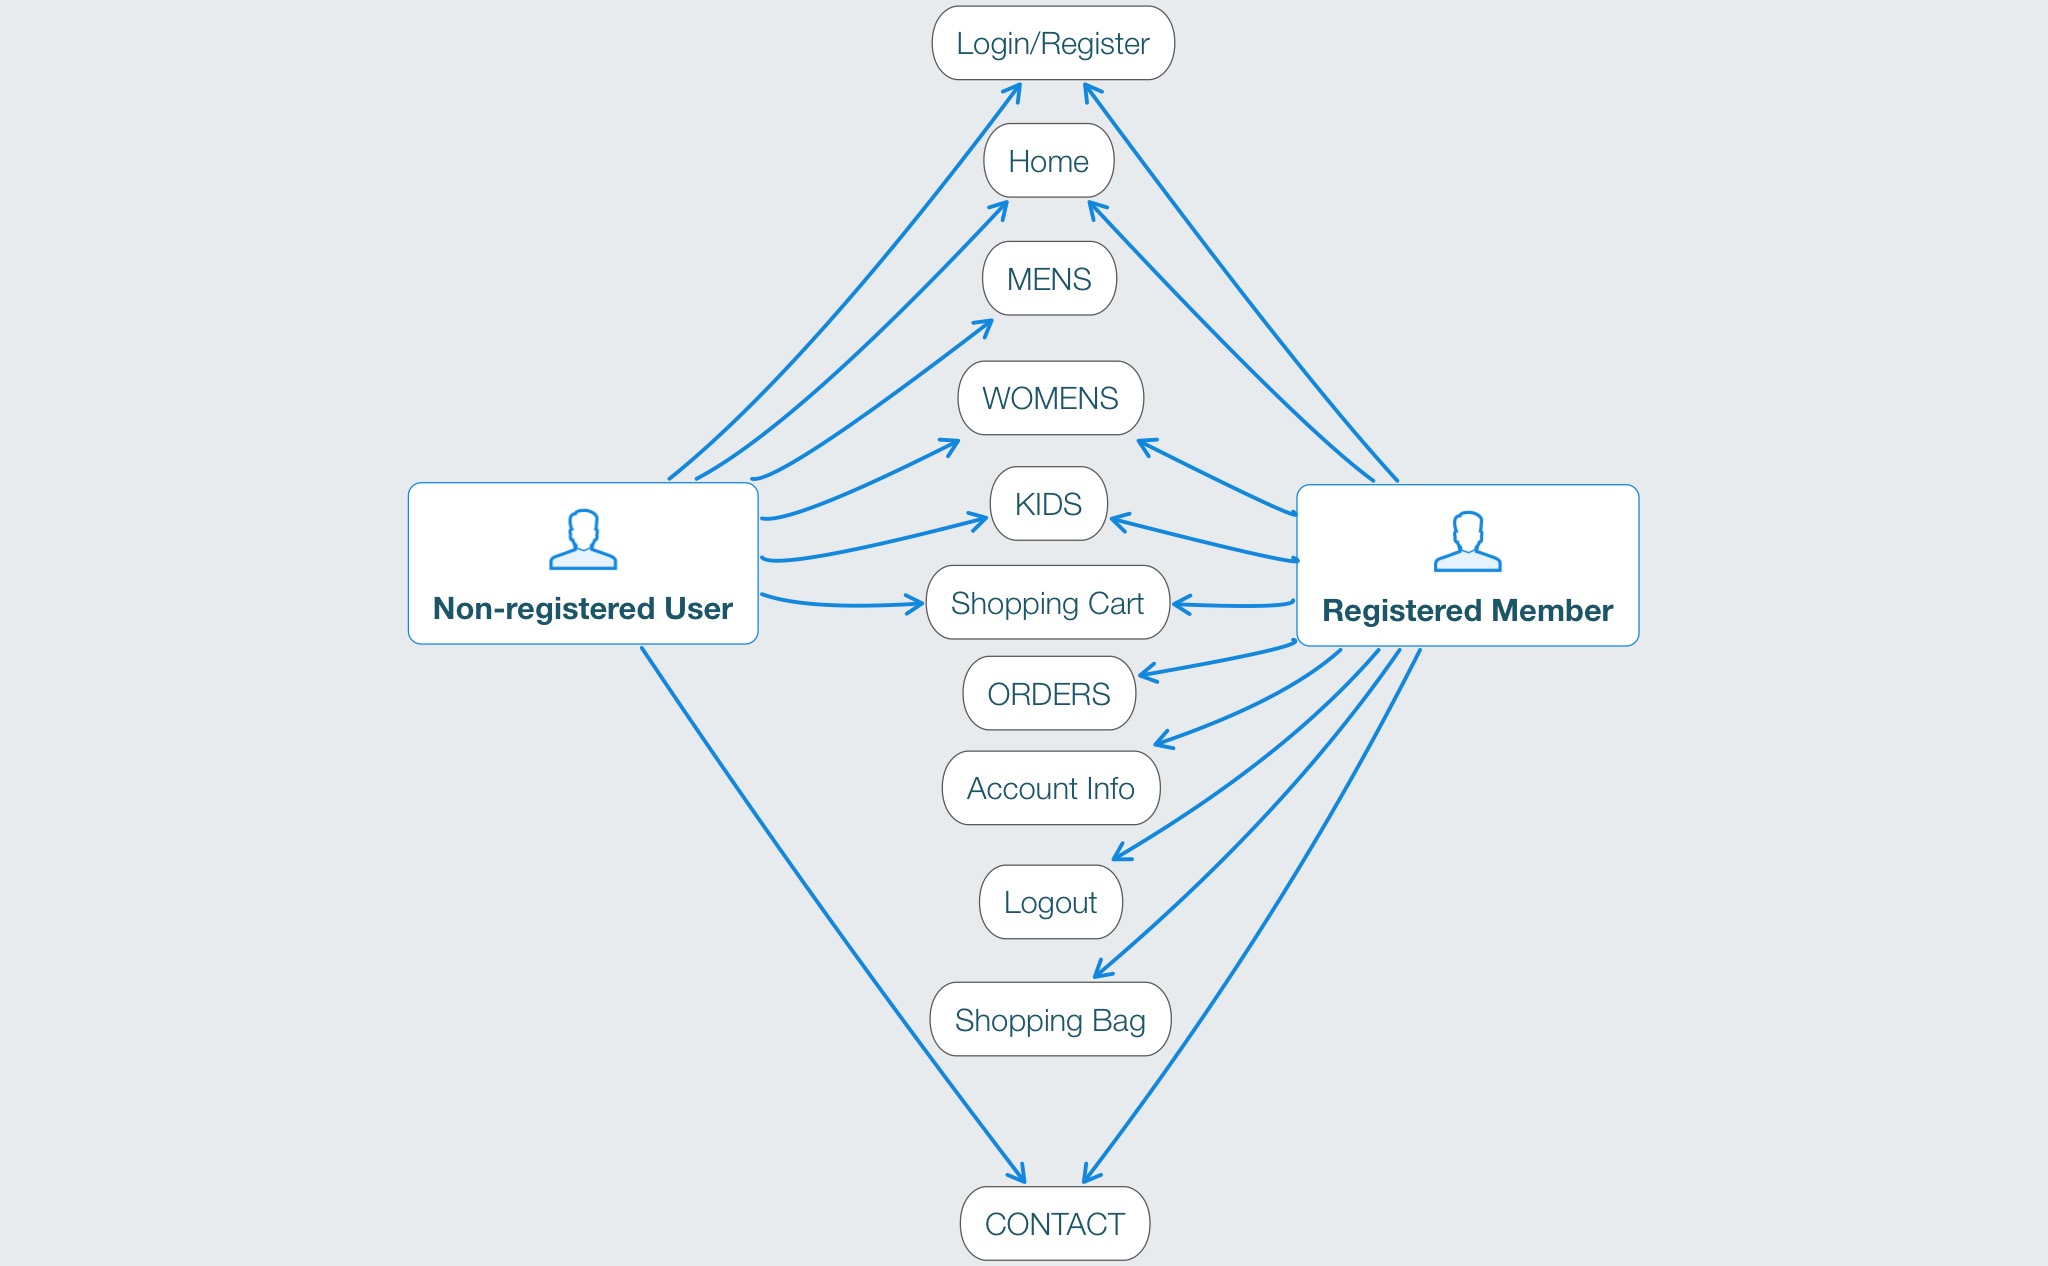 Login/Register
Home
MENS
WOMENS
KIDS
Non-registered User
Shopping Cart
Registered Member
ORDERS
Account Info
Logout
Shopping Bag
CONTACT